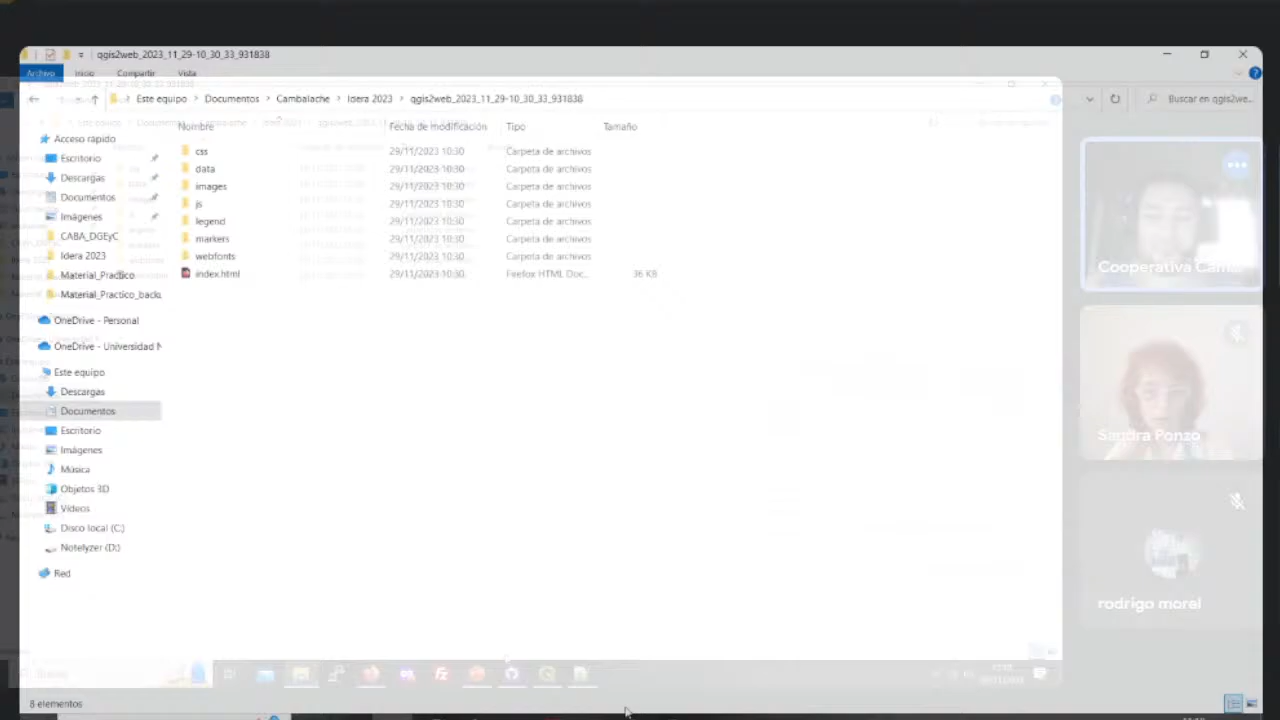 qgis2web_2023_11_29-10_30_33_931838
Archivo Inicio Compartir Vista
Este equipo > Documentos > Cambalache > Idera 2023 > qgis2web_2023_11_29-10_30_33_931838
Buscar en qgis2we...
Nombre Fecha de modificación Tipo Tamaño
css 29/11/2023 10:30 Carpeta de archivos
data 29/11/2023 10:30 Carpeta de archivos
images 29/11/2023 10:30 Carpeta de archivos
js 29/11/2023 10:30 Carpeta de archivos
legend 29/11/2023 10:30 Carpeta de archivos
markers 29/11/2023 10:30 Carpeta de archivos
webfonts 29/11/2023 10:30 Carpeta de archivos
index.html 29/11/2023 10:30 Firefox HTML Doc... 36 KB
Acceso rápido
Escritorio
Descargas
Documentos
Imágenes
CABA_DGEyC
Idera 2023
Material_Practico
Material_Practico_back
OneDrive - Personal
OneDrive - Universidad N
Este equipo
Descargas
Documentos
Escritorio
Imágenes
Música
Objetos 3D
Vídeos
Disco local (C:)
Notelyzer (D:)
Red
8 elementos
Cooperativa Cam...
Sandra Ponzo
rodrigo moral